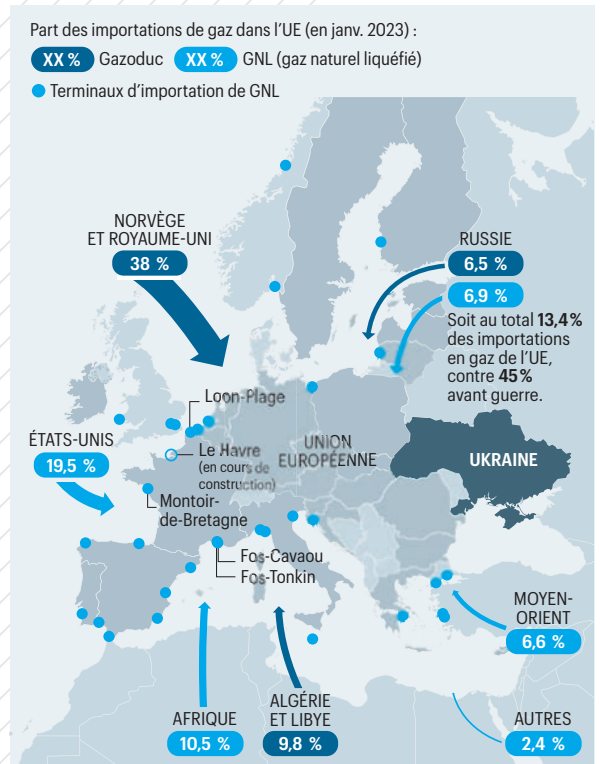 Part des importations de gaz dans l'UE (en janv. 2023) :
XX % Gazoduc XX % GNL (gaz naturel liquéfié)
Terminaux d'importation de GNL
NORVÈGE
ET ROYAUME-UNI
38 %
RUSSIE
6,5 %
6,9 %
Soit au total 13,4 %
des importations
en gaz de l'UE,
contre 45 %
avant guerre.
Loon-Plage
ÉTATS-UNIS
19,5 %
Le Havre
(en cours de
construction)
UNION
EUROPÉENNE
UKRAINE
Montoir-
de-Bretagne
Fos-Cavaou
Fos-Tonkin
MOYEN-
ORIENT
6,6 %
AFRIQUE
10,5 %
ALGÉRIE
ET LIBYE
9,8 %
AUTRES
2,4 %